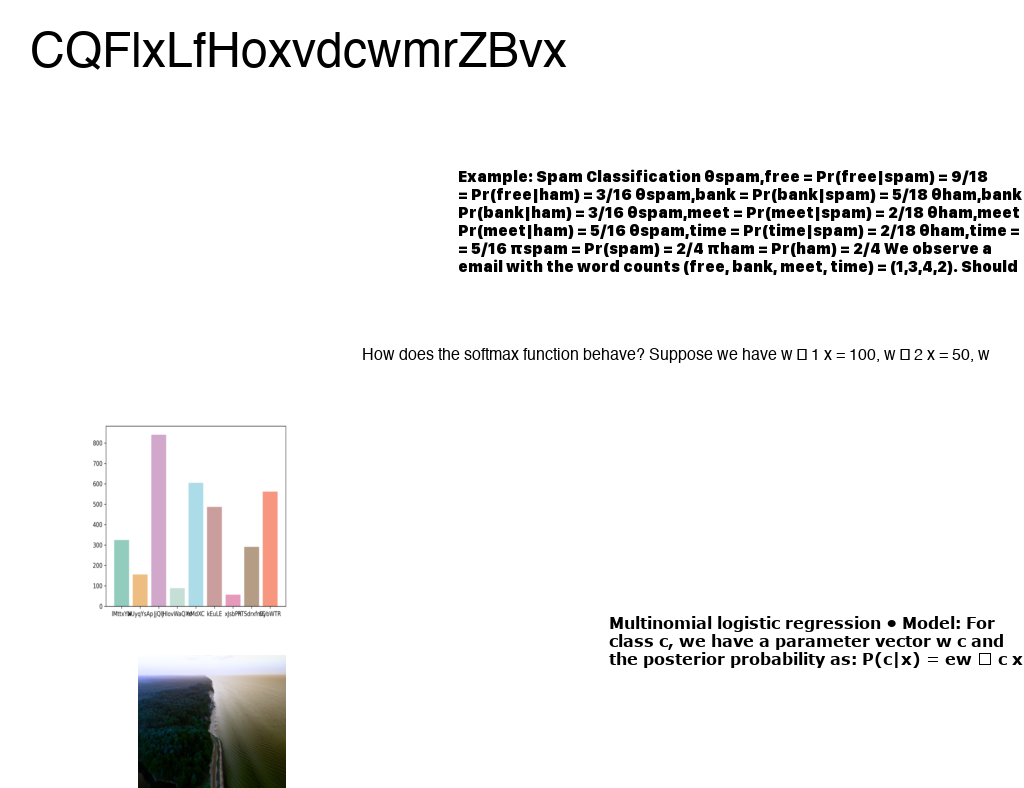 CQFlxLfHoxvdcwmrZBvx
Example: Spam Classification θspam,free = Pr(free|spam) = 9/18
= Pr(free|ham) = 3/16 θspam,bank = Pr(bank|spam) = 5/18 θham,bank
Pr(bank|ham) = 3/16 θspam,meet = Pr(meet|spam) = 2/18 θham,meet
Pr(meet|ham) = 5/16 θspam,time = Pr(time|spam) = 2/18 θham,time =
= 5/16 πspam = Pr(spam) = 2/4 πham = Pr(ham) = 2/4 We observe a
email with the word counts (free, bank, meet, time) = (1,3,4,2). Should
How does the softmax function behave? Suppose we have w □ 1 x = 100, w □ 2 x = 50, w
800
700
600
500
400
300
200
100
0
kEuLE
Multinomial logistic regression • Model: For
class c, we have a parameter vector w c and
the posterior probability as: P(c|x) = ew □ c x